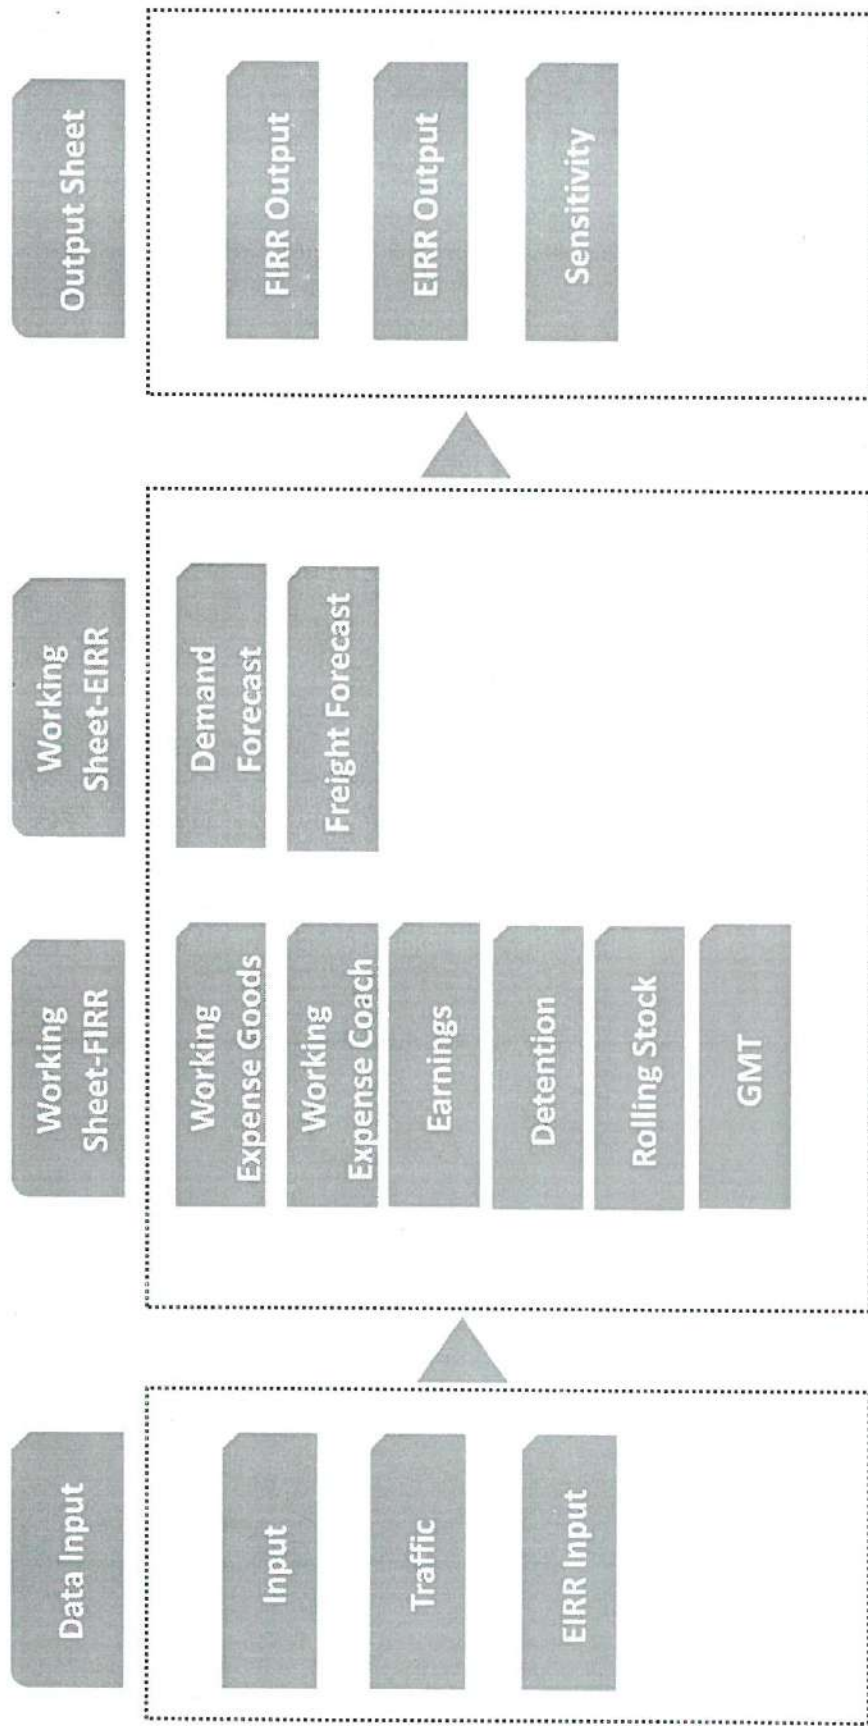 Data Input
Input
Traffic
EIRR Input
Working
Sheet-FIRR
Working
Expense Goods
Working
Expense Coach
Earnings
Detention
Rolling Stock
GMT
Working
Sheet-EIRR
Demand
Forecast
Freight Forecast
Output Sheet
FIRR Output
EIRR Output
Sensitivity